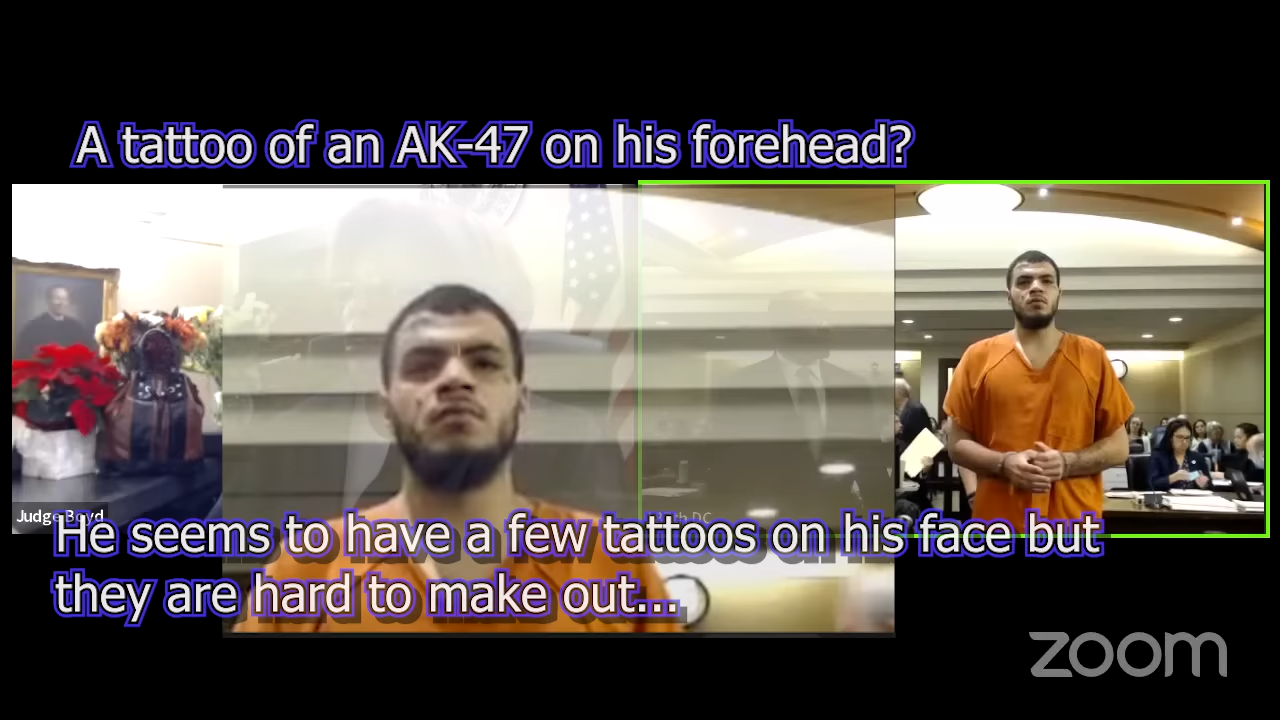 A tattoo of an AK-47 on his forehead?
Judge Boyd
DC
He seems to have a few tattoos on his face but
they are hard to make out...
zoom